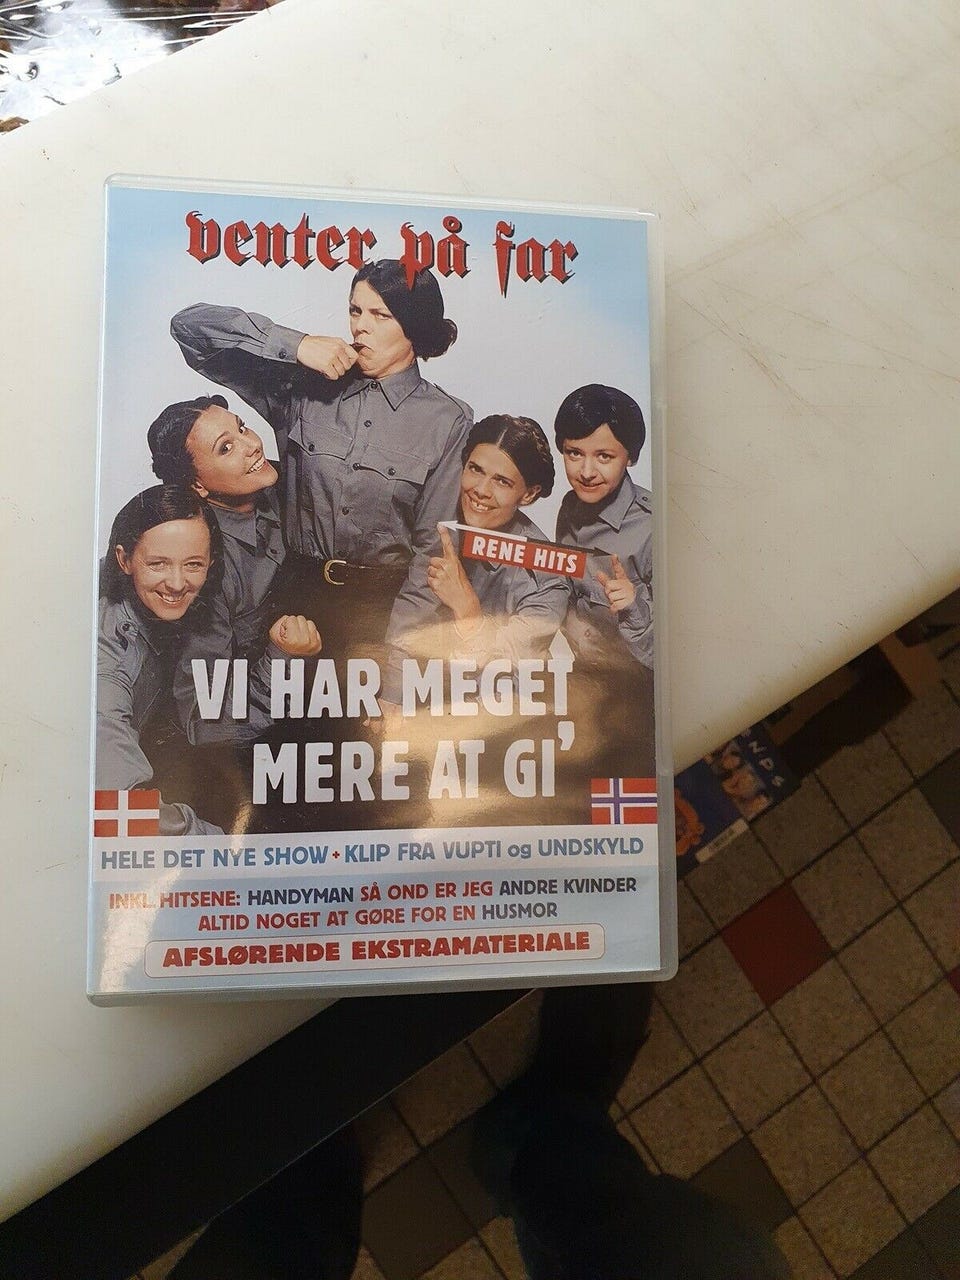 venter på far
RENE HITS
VI HAR MEGET
MERE AT GI'
HELE DET NYE SHOW • KLIP FRA VUPTI og UNDSKYLD
INKL. HITSENE: HANDYMAN SÅ OND ER JEG ANDRE KVINDER
ALTID NOGET AT GØRE FOR EN HUSMOR
AFSLØRENDE EKSTRAMATERIALE